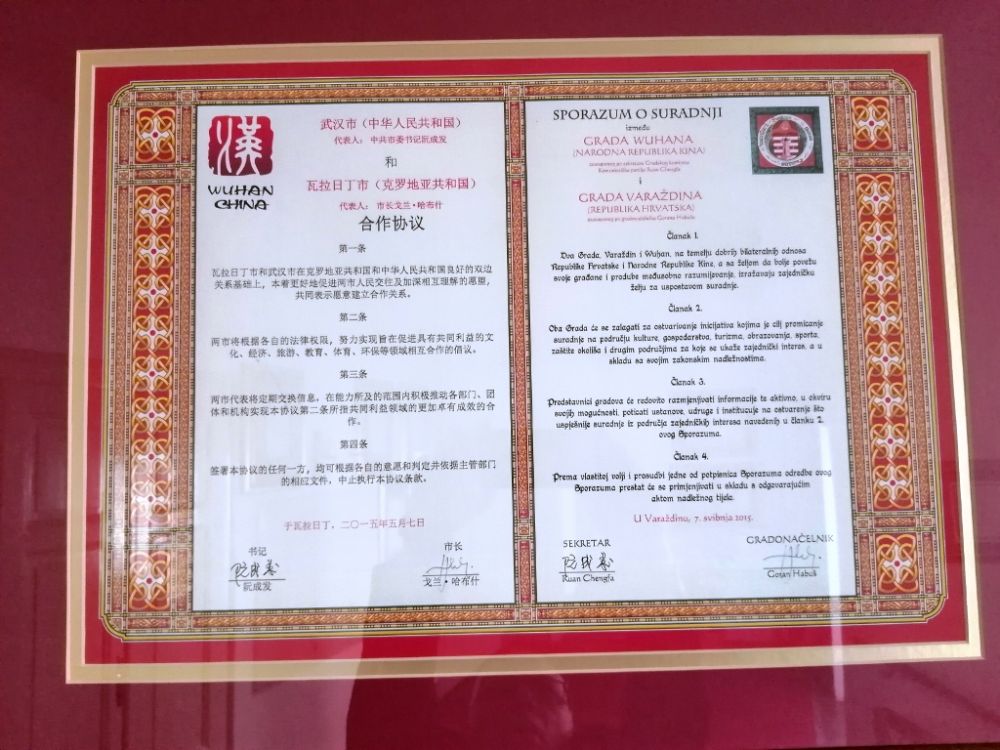 漢
WUHAN
CHINA
武汉市（中华人民共和国）
代表人： 中共市委书记阮成发
和
瓦拉日丁市（克罗地亚共和国）
代表人： 市长戈兰·哈布什
合作协议
第一条
瓦拉日丁市和武汉市在克罗地亚共和国和中华人民共和国良好的双边
关系基础上，本着更好地促进两市人民交往及加深相互理解的愿望，
共同表示愿意建立合作关系。
第二条
两市将根据各自的法律权限，努力实现旨在促进具有共同利益的文
化、经济、旅游、教育、体育、环保等领域相互合作的倡议。
第三条
两市代表将定期交换信息，在能力所及的范围内积极推动各部门、团
体和机构实现本协议第二条所指共同利益领域的更加卓有成效的合
作。
第四条
签署本协议的任何一方，均可根据各自的意愿和判定并依据主管部门
的相应文件，中止执行本协议条款。
于瓦拉日丁，二〇一五年五月七日
书记
阮成发
阮成发
市长
戈兰·哈布什
SPORAZUM O SURADNJI
između
GRADA WUHANA
(NARODNA REPUBLIKA KINA)
zastupanog po sekretaru Gradskog komiteta
Komunističke partije Ruan Chengfa
i
GRADA VARAŽDINA
(REPUBLIKA HRVATSKA)
zastupanog po gradonačelniku Goranu Habušu
Članak 1.
Dva Grada, Varaždin i Wuhan, na temelju dobrih bilateralnih odnosa
Republike Hrvatske i Narodne Republike Kine, a sa željom da bolje povežu
svoje građane i prodube međusobno razumijevanje, izražavaju zajedničku
želju za uspostavom suradnje.
Članak 2.
Oba Grada će se zalagati za ostvarivanje inicijativa kojima je cilj promicanje
suradnje na području kulture, gospodarstva, turizma, obrazovanja, sporta,
zaštite okoliša i drugim područjima za koje se ukaže zajednički interes, a u
skladu sa svojim zakonskim nadležnostima.
Članak 3.
Predstavnici gradova će redovito razmjenjivati informacije te aktivno, u okviru
svojih mogućnosti, poticati ustanove, udruge i institucije na ostvarenje što
uspješnije suradnje iz područja zajedničkih interesa navedenih u članku 2.
ovog Sporazuma.
Članak 4.
Prema vlastitoj volji i prosudbi jedne od potpisnica Sporazuma odredbe ovog
Sporazuma prestat će se primjenjivati u skladu s odgovarajućim
aktom nadležnog tijela.
U Varaždinu, 7. svibnja 2015.
SEKRETAR
阮成发
Ruan Chengfa
GRADONAČELNIK
Goran Habuš